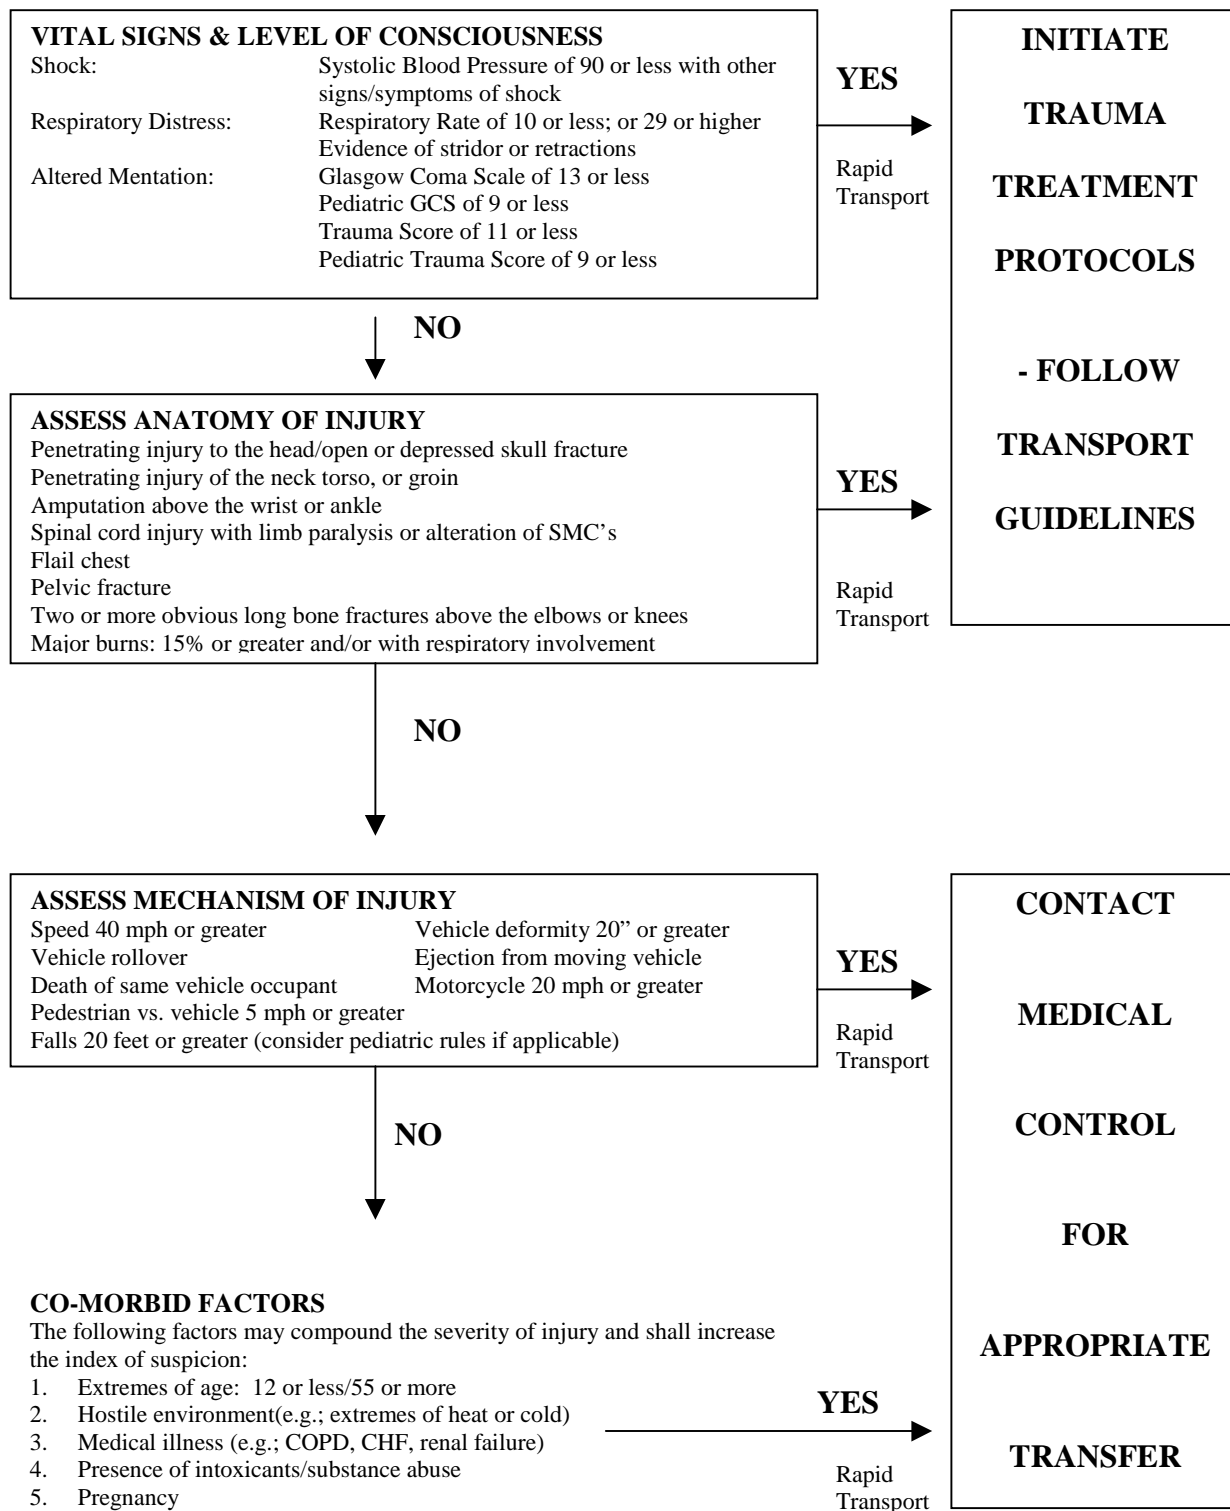 VITAL SIGNS & LEVEL OF CONSCIOUSNESS
Shock: Systolic Blood Pressure of 90 or less with other
signs/symptoms of shock
Respiratory Distress: Respiratory Rate of 10 or less; or 29 or higher
Evidence of stridor or retractions
Altered Mentation: Glasgow Coma Scale of 13 or less
Pediatric GCS of 9 or less
Trauma Score of 11 or less
Pediatric Trauma Score of 9 or less
YES
Rapid
Transport
INITIATE
TRAUMA
TREATMENT
PROTOCOLS
- FOLLOW
TRANSPORT
GUIDELINES
NO
ASSESS ANATOMY OF INJURY
Penetrating injury to the head/open or depressed skull fracture
Penetrating injury of the neck torso, or groin
Amputation above the wrist or ankle
Spinal cord injury with limb paralysis or alteration of SMC's
Flail chest
Pelvic fracture
Two or more obvious long bone fractures above the elbows or knees
Major burns: 15% or greater and/or with respiratory involvement
YES
Rapid
Transport
NO
ASSESS MECHANISM OF INJURY
Speed 40 mph or greater Vehicle deformity 20” or greater
Vehicle rollover Ejection from moving vehicle
Death of same vehicle occupant Motorcycle 20 mph or greater
Pedestrian vs. vehicle 5 mph or greater
Falls 20 feet or greater (consider pediatric rules if applicable)
YES
Rapid
Transport
CONTACT
MEDICAL
CONTROL
FOR
APPROPRIATE
TRANSFER
NO
CO-MORBID FACTORS
The following factors may compound the severity of injury and shall increase
the index of suspicion:
1. Extremes of age: 12 or less/55 or more
2. Hostile environment(e.g.; extremes of heat or cold)
3. Medical illness (e.g.; COPD, CHF, renal failure)
4. Presence of intoxicants/substance abuse
5. Pregnancy
YES
Rapid
Transport